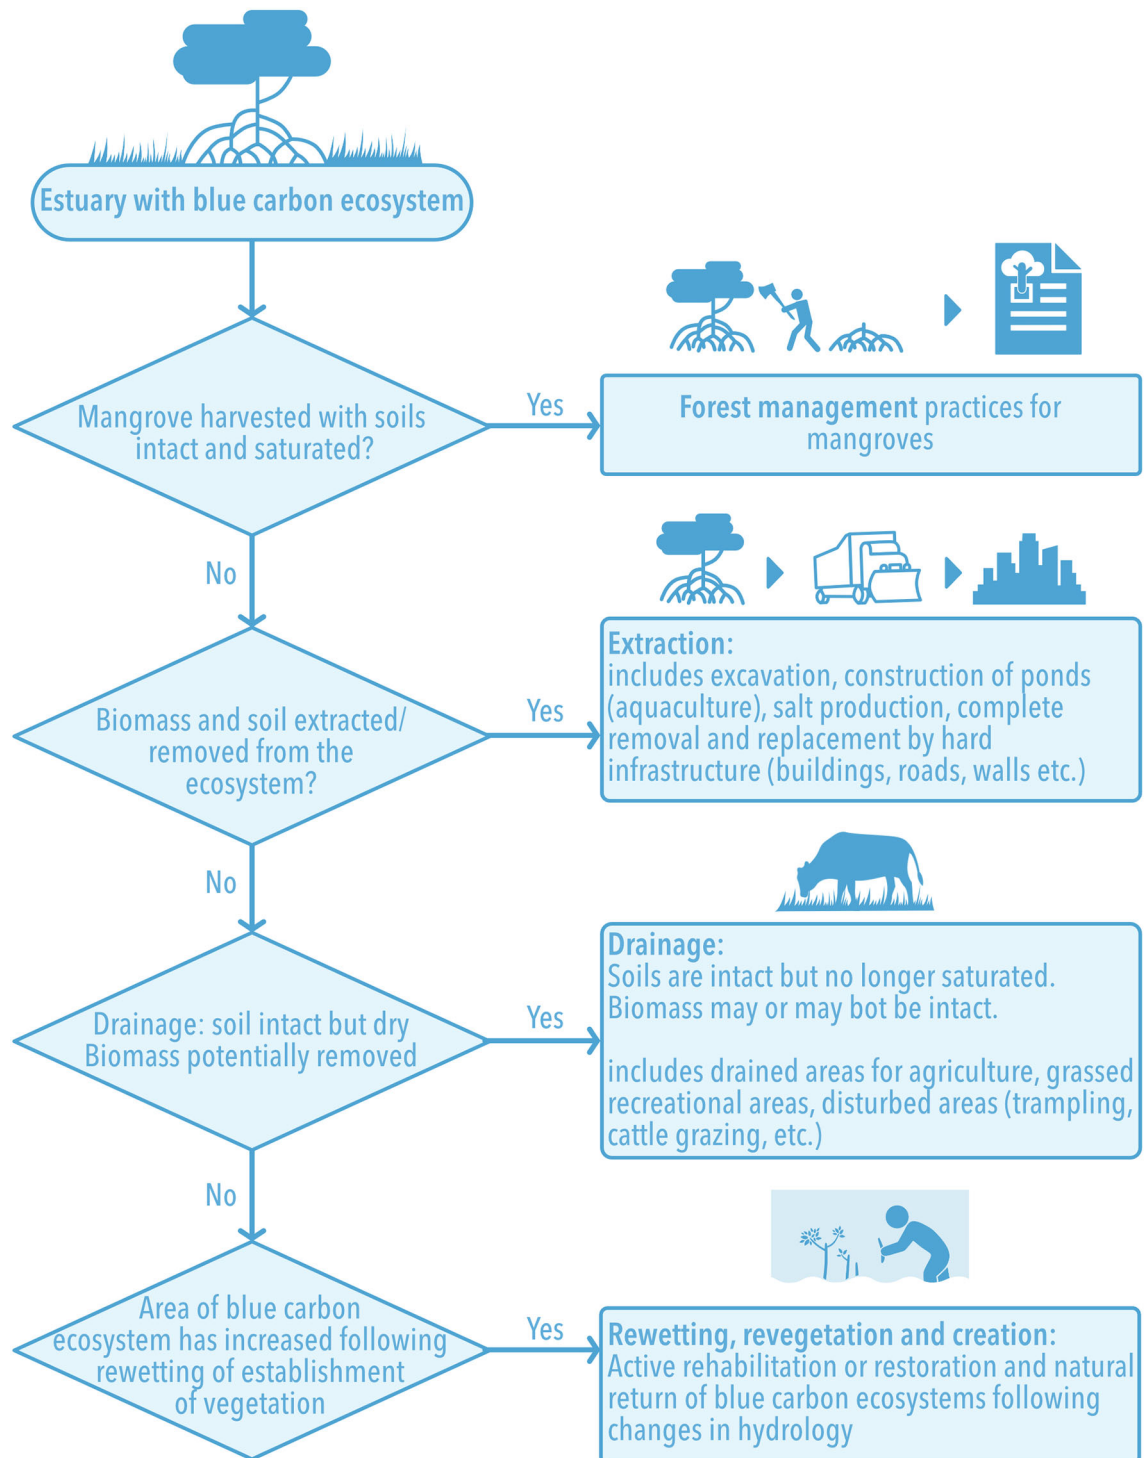 Estuary with blue carbon ecosystem
Mangrove harvested with soils
intact and saturated?
Yes
Forest management practices for
mangroves
No
Biomass and soil extracted/
removed from the
ecosystem?
Yes
Extraction:
includes excavation, construction of ponds
(aquaculture), salt production, complete
removal and replacement by hard
infrastructure (buildings, roads, walls etc.)
No
Drainage: soil intact but dry
Biomass potentially removed
Yes
Drainage:
Soils are intact but no longer saturated.
Biomass may or may bot be intact.
includes drained areas for agriculture, grassed
recreational areas, disturbed areas (trampling,
cattle grazing, etc.)
No
Area of blue carbon
ecosystem has increased following
rewetting of establishment
of vegetation
Yes
Rewetting, revegetation and creation:
Active rehabilitation or restoration and natural
return of blue carbon ecosystems following
changes in hydrology